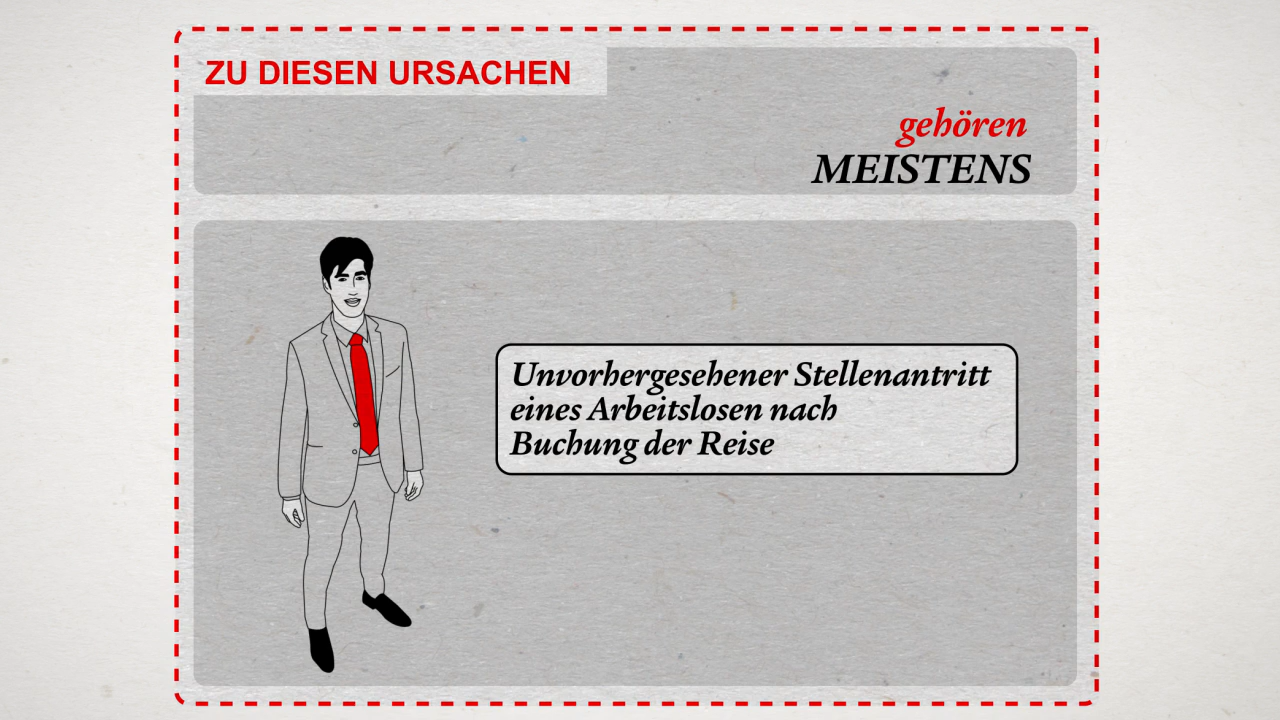 ZU DIESEN URSACHEN
gehören
MEISTENS
Unvorhergesehener Stellenantritt
eines Arbeitslosen nach
Buchung der Reise